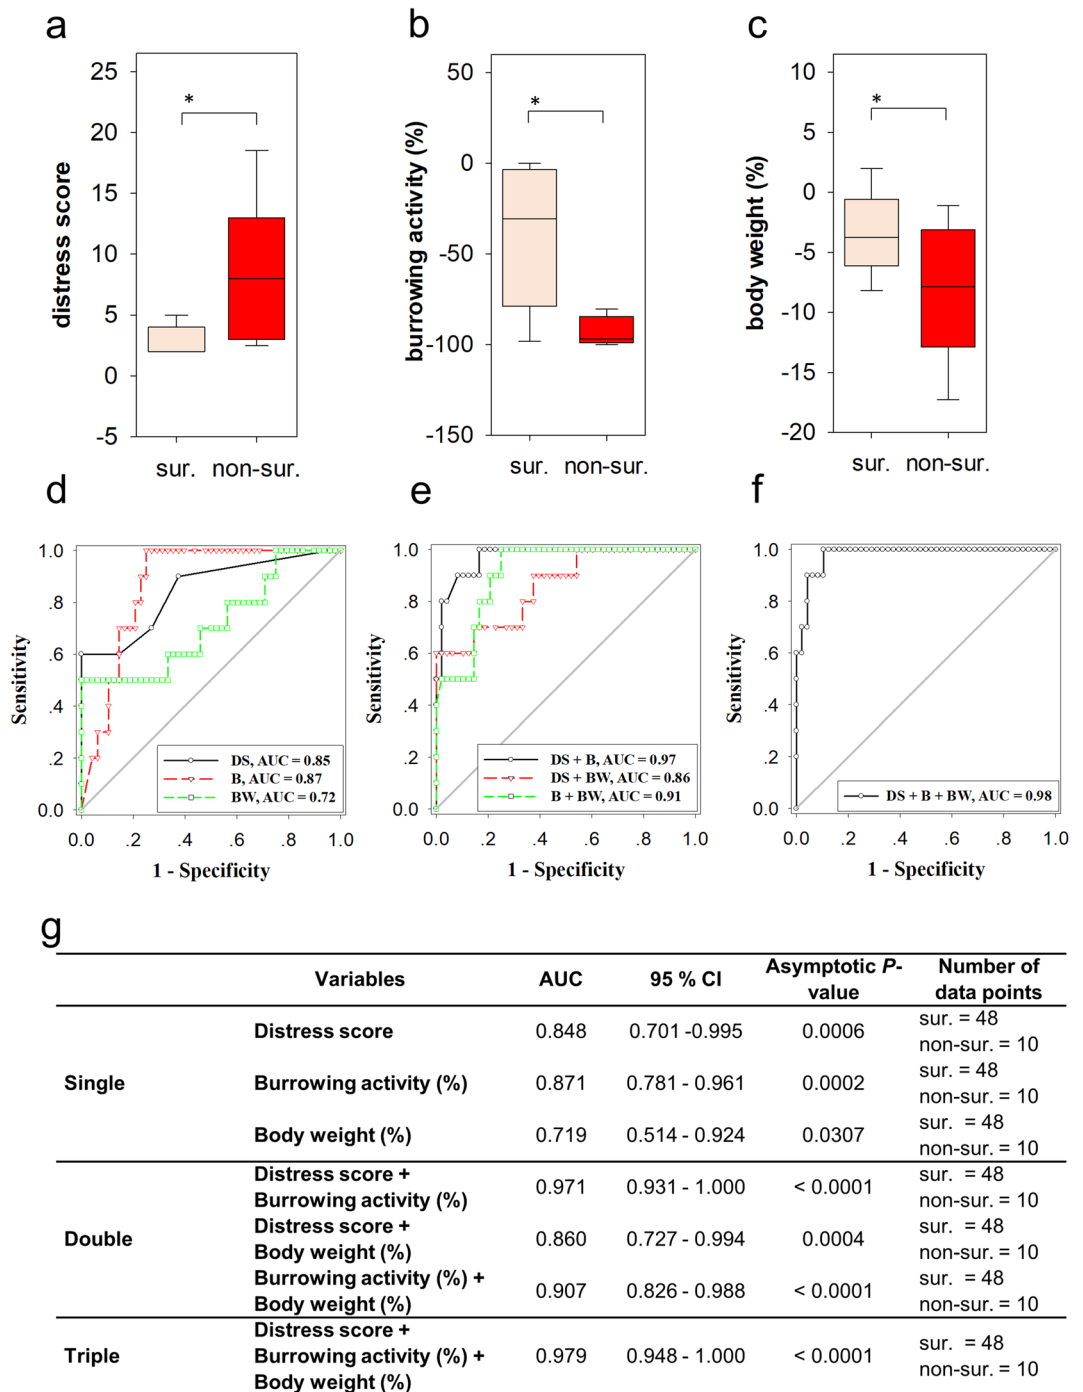 a
b
c
25
20
15
10
5
0
-5
distress score
*
sur.
non-sur.
50
0
-50
-100
-150
burrowing activity (%)
*
sur.
non-sur.
10
5
0
-5
-10
-15
-20
body weight (%)
*
sur.
non-sur.
d
e
f
1.0
.8
.6
.4
.2
0.0
Sensitivity
DS, AUC = 0.85
B, AUC = 0.87
BW, AUC = 0.72
0.0 .2 .4 .6 .8 1.0
1 - Specificity
1.0
.8
.6
.4
.2
0.0
Sensitivity
DS + B, AUC = 0.97
DS + BW, AUC = 0.86
B + BW, AUC = 0.91
0.0 .2 .4 .6 .8 1.0
1 - Specificity
1.0
.8
.6
.4
.2
0.0
Sensitivity
DS + B + BW, AUC = 0.98
0.0 .2 .4 .6 .8 1.0
1 - Specificity
g
Variables AUC 95 % CI Asymptotic P-value Number of data points
Single
Distress score 0.848 0.701 -0.995 0.0006 sur. = 48
non-sur. = 10
Burrowing activity (%) 0.871 0.781 - 0.961 0.0002 sur. = 48
non-sur. = 10
Body weight (%) 0.719 0.514 - 0.924 0.0307 sur. = 48
non-sur. = 10
Double
Distress score +
Burrowing activity (%) 0.971 0.931 - 1.000 < 0.0001 sur. = 48
non-sur. = 10
Distress score +
Body weight (%) 0.860 0.727 - 0.994 0.0004 sur. = 48
non-sur. = 10
Burrowing activity (%) +
Body weight (%) 0.907 0.826 - 0.988 < 0.0001 sur. = 48
non-sur. = 10
Triple
Distress score +
Burrowing activity (%) +
Body weight (%) 0.979 0.948 - 1.000 < 0.0001 sur. = 48
non-sur. = 10